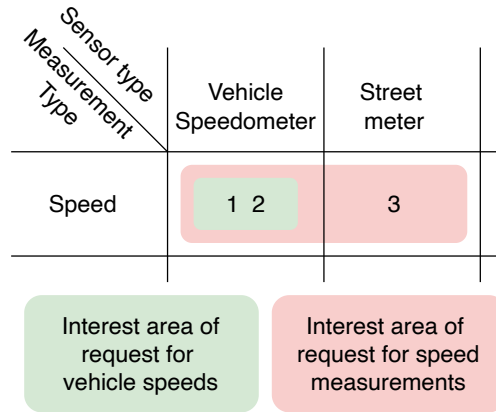 Sensor type
Measurement
Type
Vehicle
Speedometer
Street
meter
Speed
1 2
3
Interest area of
request for
vehicle speeds
Interest area of
request for speed
measurements